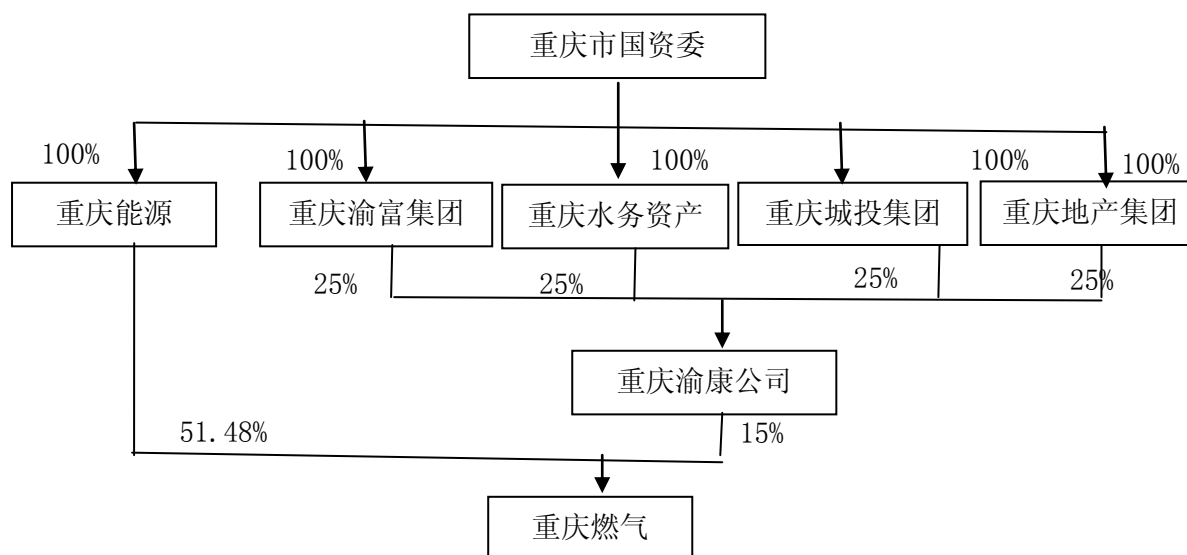 重庆市国资委
100%
100%
100%
100%
100%
重庆能源
重庆渝富集团
重庆水务资产
重庆城投集团
重庆地产集团
25%
25%
25%
25%
重庆渝康公司
51.48%
15%
重庆燃气